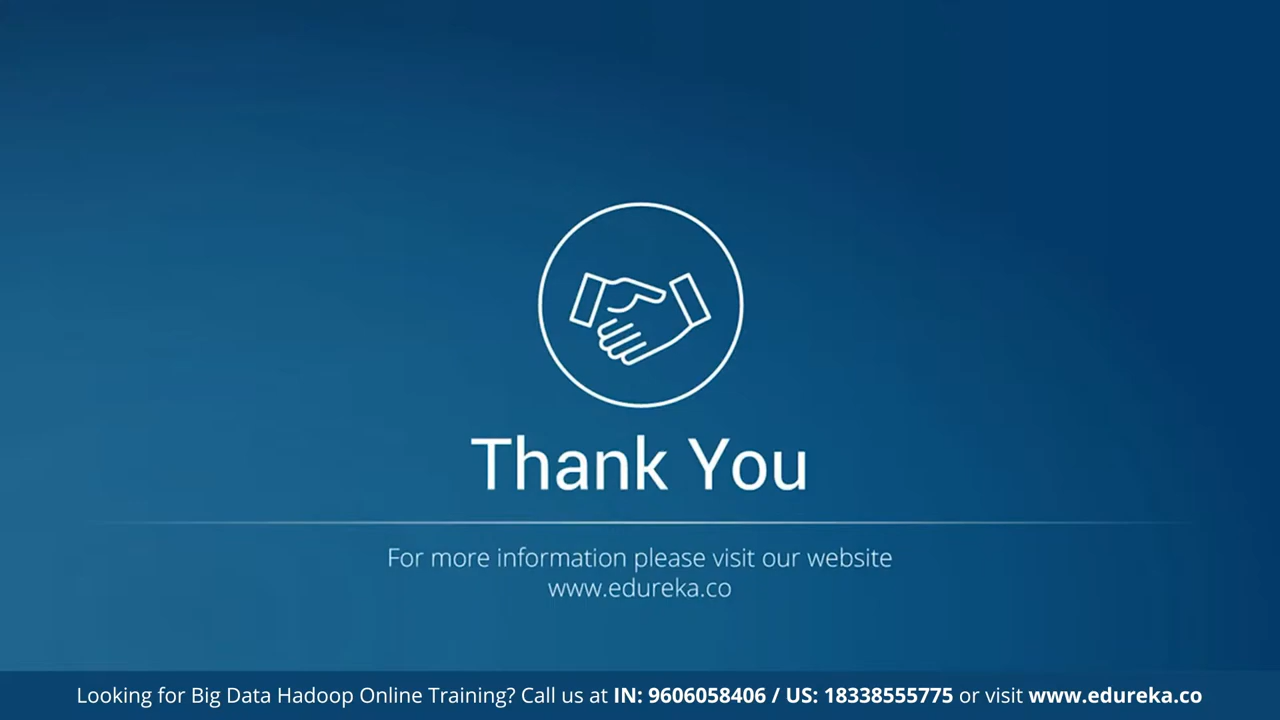 Thank You
For more information please visit our website
www.edureka.co
Looking for Big Data Hadoop Online Training? Call us at IN: 9606058406 / US: 18338555775 or visit www.edureka.co